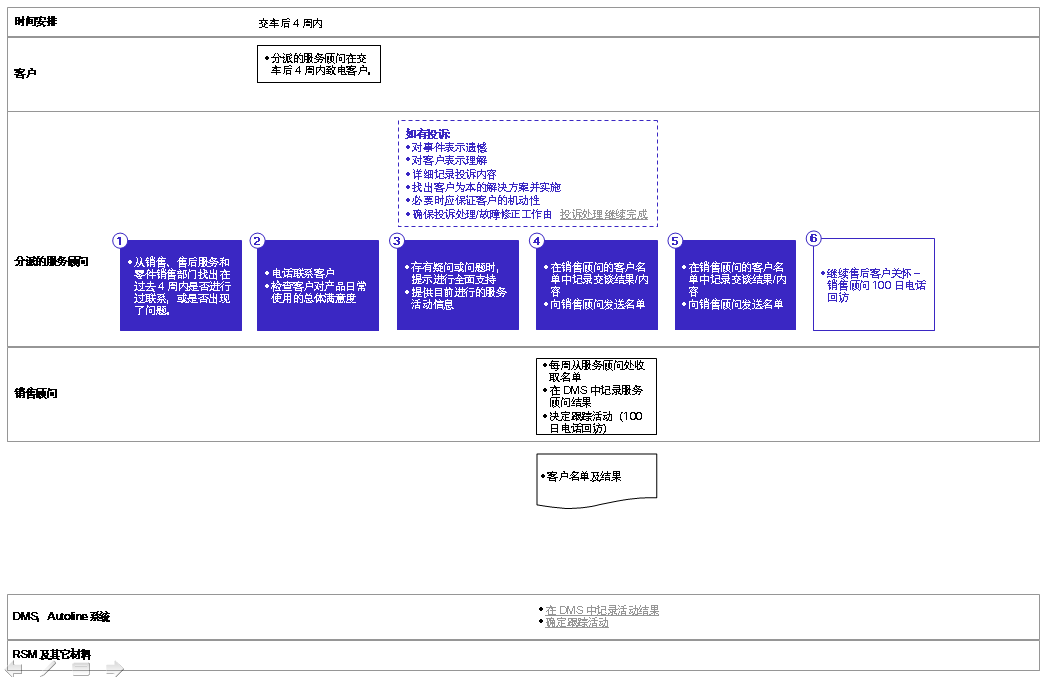 时间安排
交车后 4 周内
客户
•分派的服务顾问在交
车后 4 周内致电客户。
如有投诉:
•对事件表示遗憾
•对客户表示理解
•详细记录投诉内容
•找出客户为本的解决方案并实施
•必要时应保证客户的机动性
•确保投诉处理/故障修正工作由 投诉处理 继续完成
分派的服务顾问
1
•从销售、售后服务和
零件销售部门找出在
过去 4 周内是否进行
过联系，或是否出现
了问题。
2
•电话联系客户
•检查客户对产品日常
使用的总体满意度
3
•存有疑问或问题时，
提示进行全面支持
•提供目前进行的服务
活动信息
4
•在销售顾问的客户名
单中记录交谈结果/内
容
•向销售顾问发送名单
5
•在销售顾问的客户名
单中记录交谈结果/内
容
•向销售顾问发送名单
6
•继续售后客户关怀 –
销售顾问 100 日电话
回访
销售顾问
•每周从服务顾问处收
取名单
•在 DMS 中记录服务
顾问结果
•决定跟踪活动（100
日电话回访）
•客户名单及结果
DMS，Autoline 系统
•在 DMS 中记录活动结果
•确定跟踪活动
RSM 及其它材料